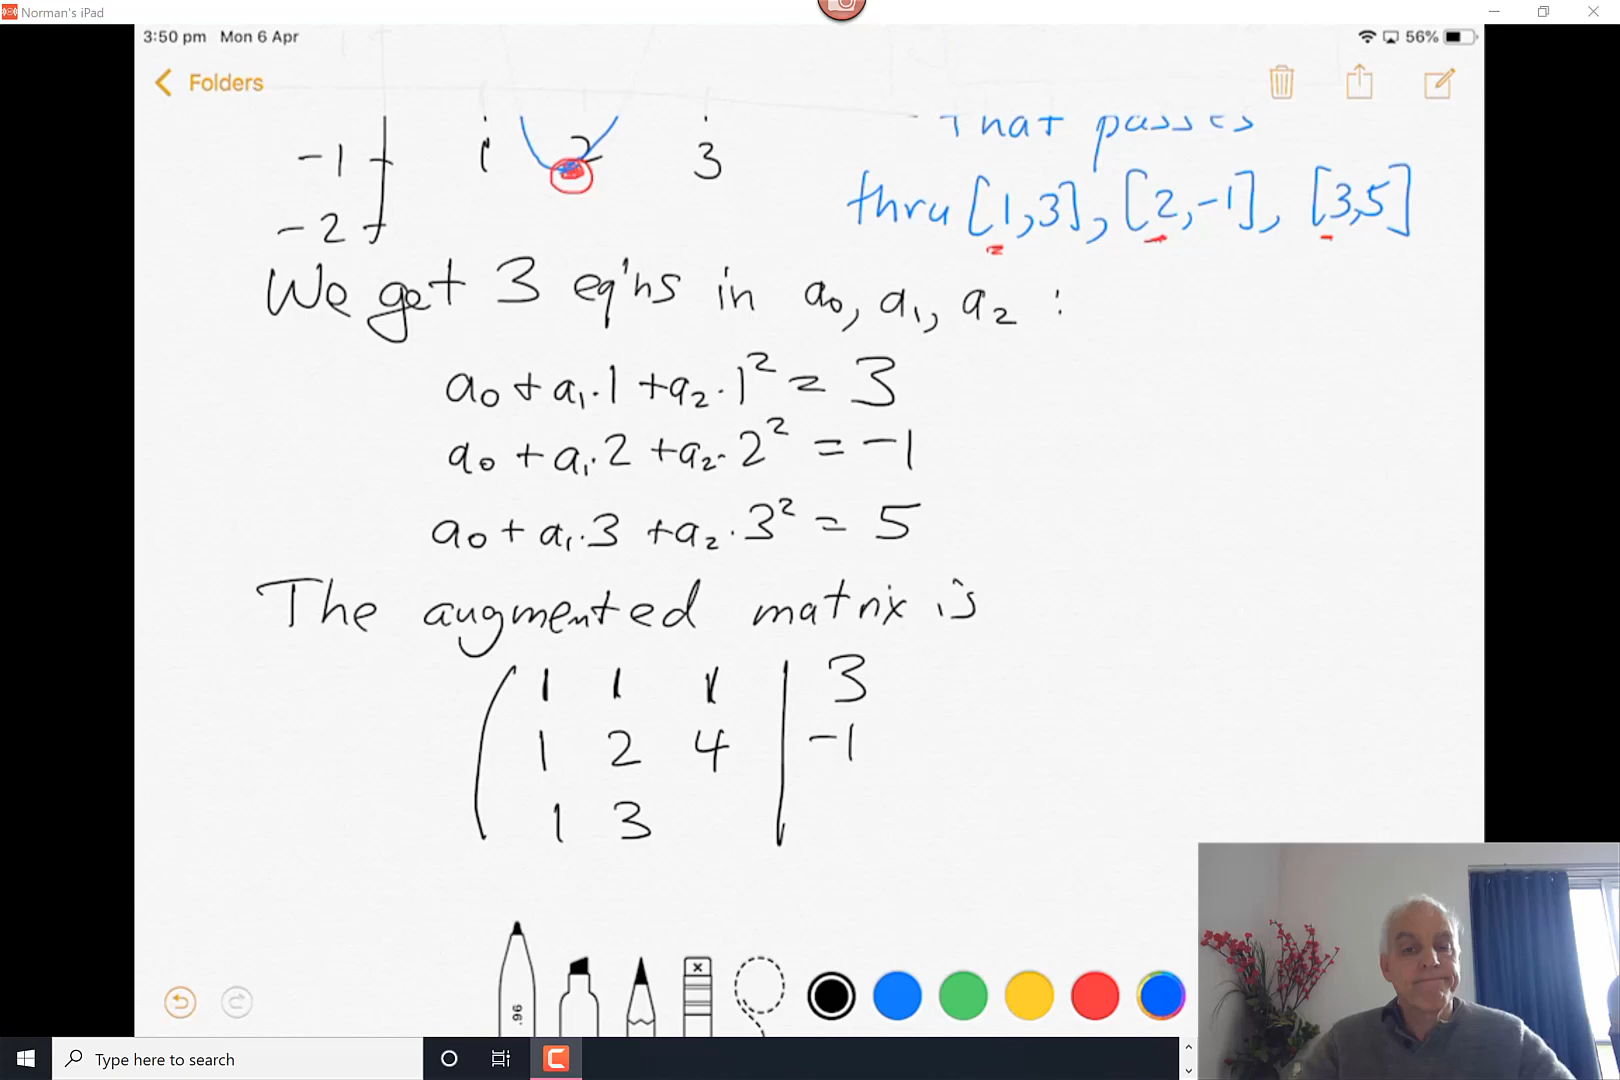 Norman's iPad
3:50 pm Mon 6 Apr
56%
Folders
That passes
-1 1 2 3
thru [1,3], [2,-1], [3,5]
-2
We get 3 eq'ns in a₀, a₁, a₂ :
a₀ + a₁·1 + a₂·1² = 3
a₀ + a₁·2 + a₂·2² = -1
a₀ + a₁·3 + a₂·3² = 5
The augmented matrix is
( 1 1 1 | 3
1 2 4 | -1
1 3 |
x
96
Type here to search